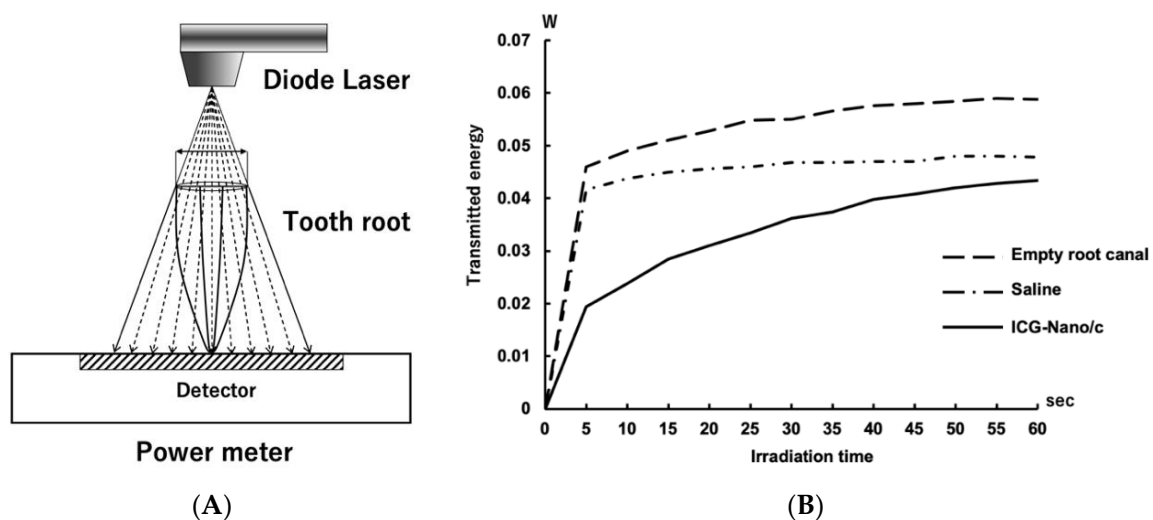 Diode Laser
Tooth root
Detector
Power meter
(A)
W
0.07
0.06
0.05
0.04
0.03
0.02
0.01
0
Transmitted energy
0 5 10 15 20 25 30 35 40 45 50 55 60
sec
Irradiation time
Empty root canal
Saline
ICG-Nano/c
(B)